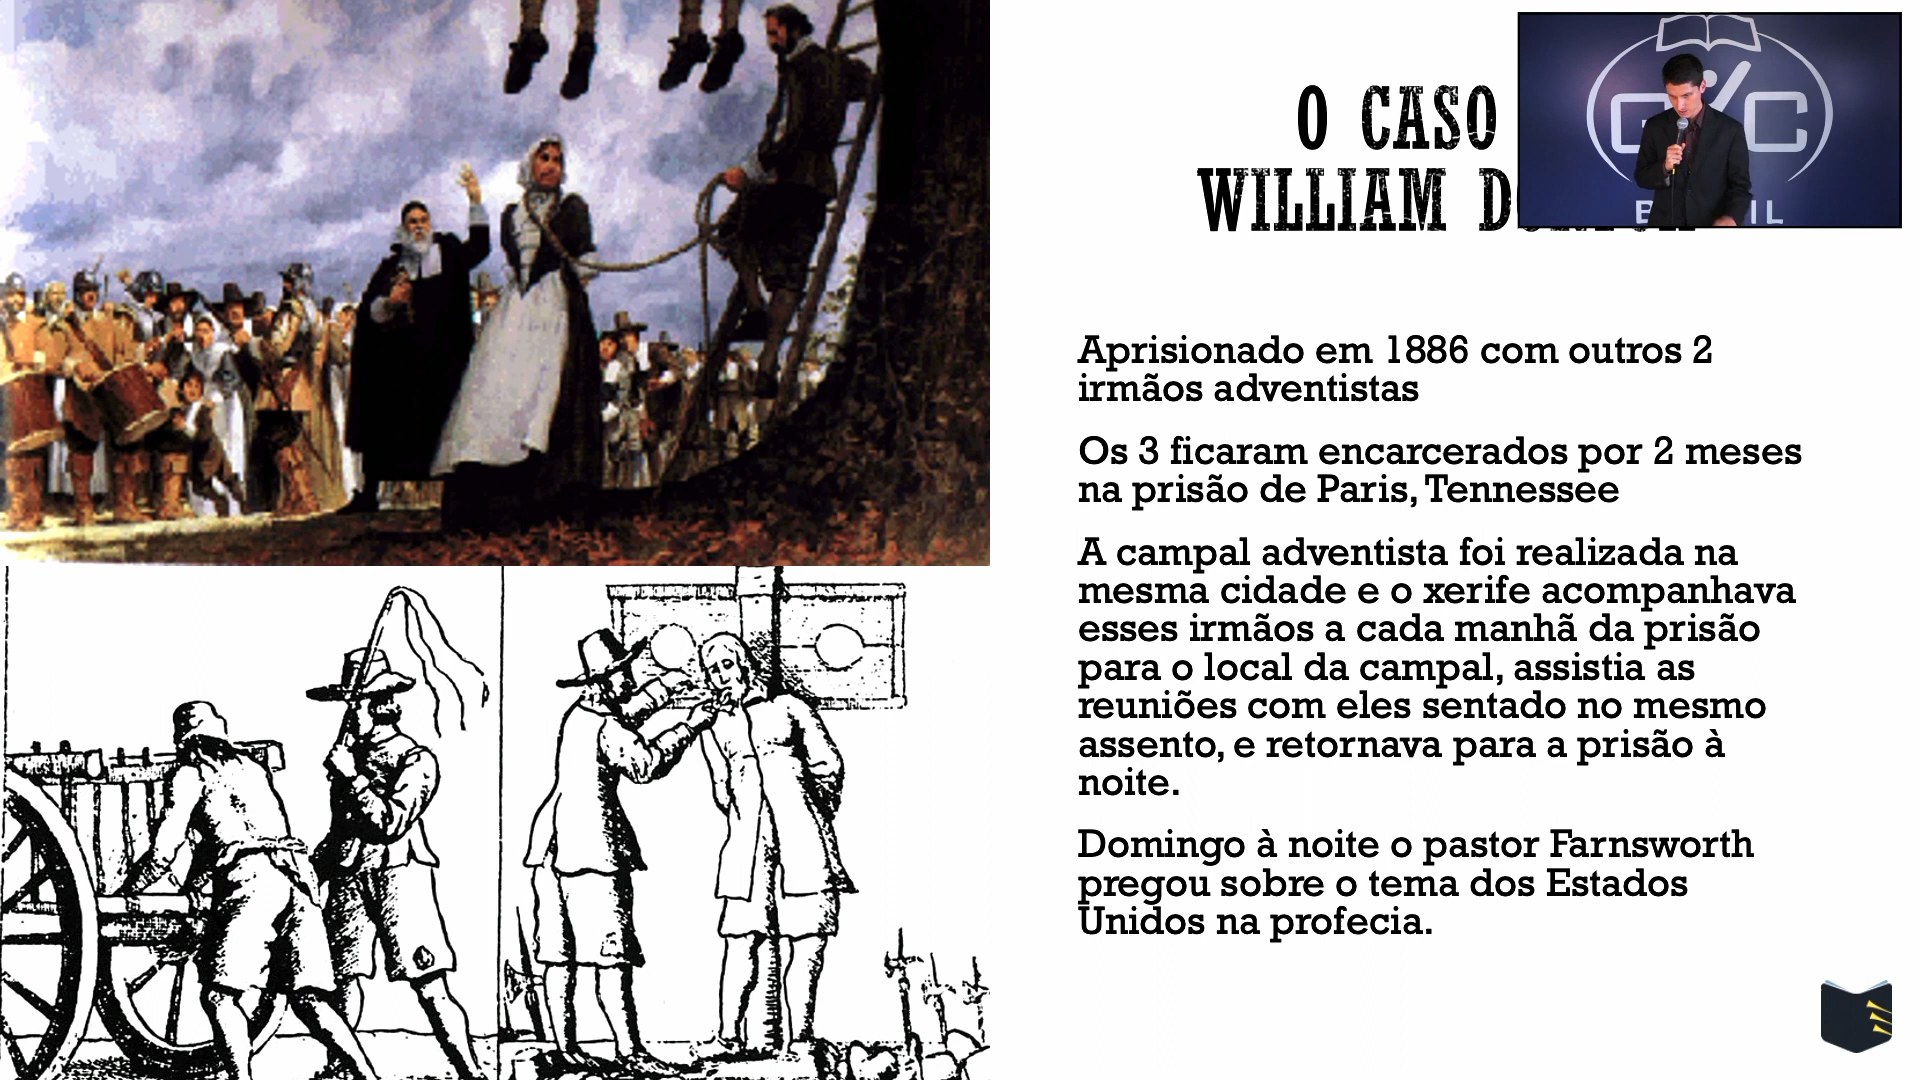 O CASO
WILLIAM
Aprisionado em 1886 com outros 2
irmãos adventistas
Os 3 ficaram encarcerados por 2 meses
na prisão de Paris, Tennessee
A campal adventista foi realizada na
mesma cidade e o xerife acompanhava
esses irmãos a cada manhã da prisão
para o local da campal, assistia as
reuniões com eles sentado no mesmo
assento, e retornava para a prisão à
noite.
Domingo à noite o pastor Farnsworth
pregou sobre o tema dos Estados
Unidos na profecia.